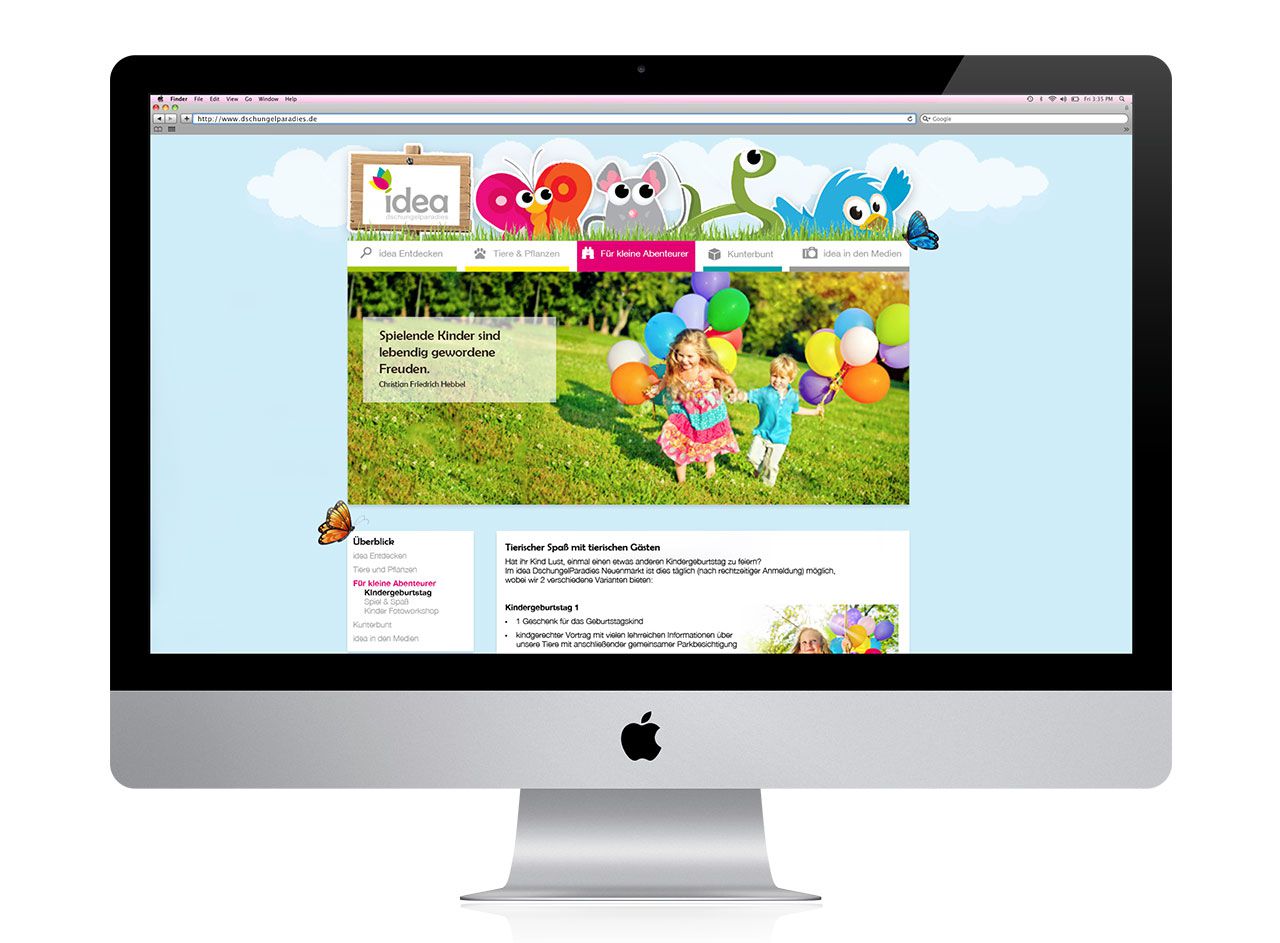 Finder File Edit View Go Window Help
Fri 3:35 PM
http://www.dschungelparadies.de
Google
idea
dschungelparadies
idea Entdecken
Tiere & Pflanzen
Für kleine Abenteurer
Kunterbunt
idea in den Medien
Spielende Kinder sind
lebendig gewordene
Freuden.
Christian Friedrich Hebbel
Überblick
idea Entdecken
Tiere und Pflanzen
Für kleine Abenteurer
Kindergeburtstag
Spiel & Spaß
Kinder Fotoworkshop
Kunterbunt
idea in den Medien
Tierischer Spaß mit tierischen Gästen
Hat ihr Kind Lust, einmal einen etwas anderen Kindergeburtstag zu feiern?
Im idea DschungelParadies Neuenmarkt ist dies täglich (nach rechtzeitiger Anmeldung) möglich,
wobei wir 2 verschiedene Varianten bieten:
Kindergeburtstag 1
• 1 Geschenk für das Geburtstagskind
• kindgerechter Vortrag mit vielen lehrreichen Informationen über
unsere Tiere mit anschließender gemeinsamer Parkbesichtigung